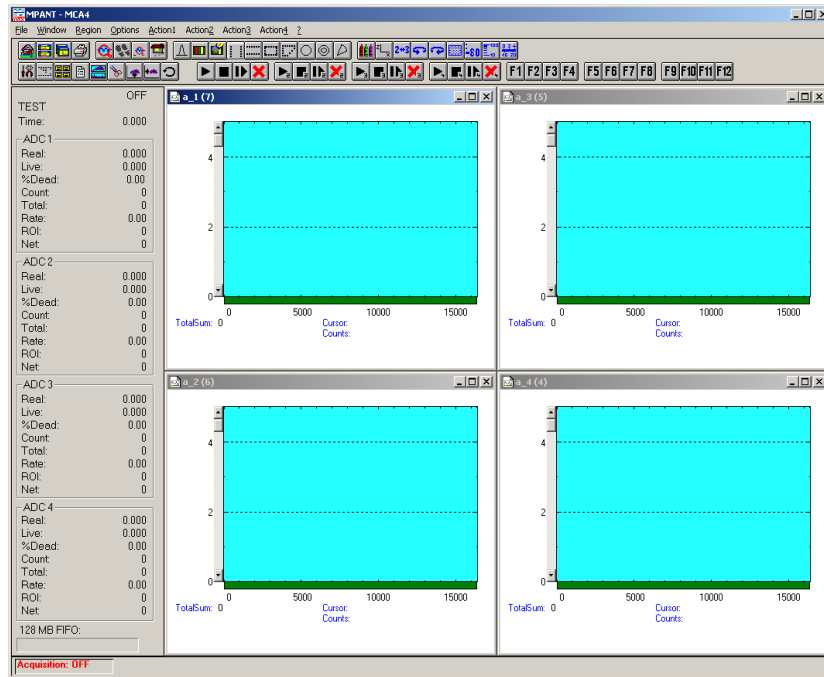 MPANT - MCA4
File Window Region Options Action1 Action2 Action3 Action4 ?
2↔3 80
F1 F2 F3 F4 F5 F6 F7 F8 F9 F10 F11 F12
OFF
TEST
Time: 0.000
ADC 1
Real: 0.000
Live: 0.000
%Dead: 0.00
Count 0
Total: 0
Rate: 0.00
ROI: 0
Net: 0
ADC 2
Real: 0.000
Live: 0.000
%Dead: 0.00
Count 0
Total: 0
Rate: 0.00
ROI: 0
Net: 0
ADC 3
Real: 0.000
Live: 0.000
%Dead: 0.00
Count 0
Total: 0
Rate: 0.00
ROI: 0
Net: 0
ADC 4
Real: 0.000
Live: 0.000
%Dead: 0.00
Count 0
Total: 0
Rate: 0.00
ROI: 0
Net: 0
128 MB FIFO:
a_1 (7)
4
2
0
0 5000 10000 15000
TotalSum: 0 Cursor:
Counts:
a_3 (5)
4
2
0
0 5000 10000 15000
TotalSum: 0 Cursor:
Counts:
a_2 (6)
4
2
0
0 5000 10000 15000
TotalSum: 0 Cursor:
Counts:
a_4 (4)
4
2
0
0 5000 10000 15000
TotalSum: 0 Cursor:
Counts:
Acquisition: OFF